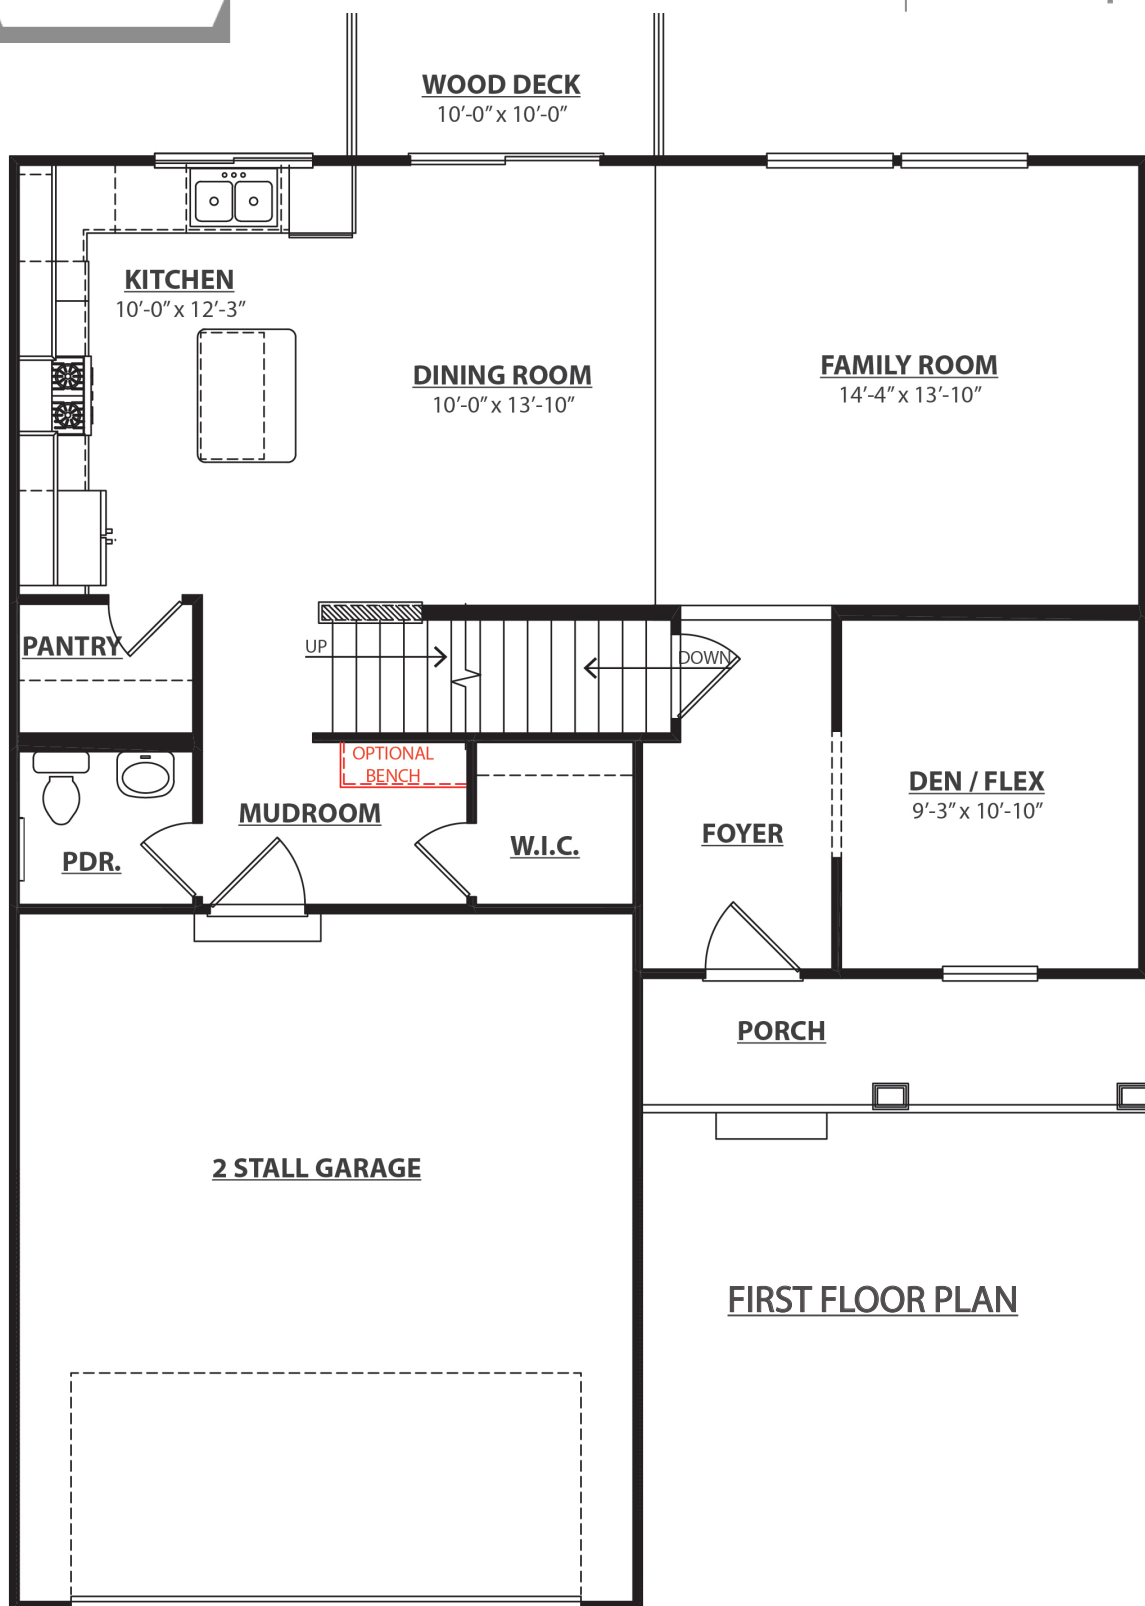 WOOD DECK
10'-0" x 10'-0"
KITCHEN
10'-0" x 12'-3"
DINING ROOM
10'-0" x 13'-10"
FAMILY ROOM
14'-4" x 13'-10"
PANTRY
UP
DOWN
OPTIONAL
BENCH
MUDROOM
W.I.C.
PDR.
FOYER
DEN / FLEX
9'-3" x 10'-10"
PORCH
2 STALL GARAGE
FIRST FLOOR PLAN